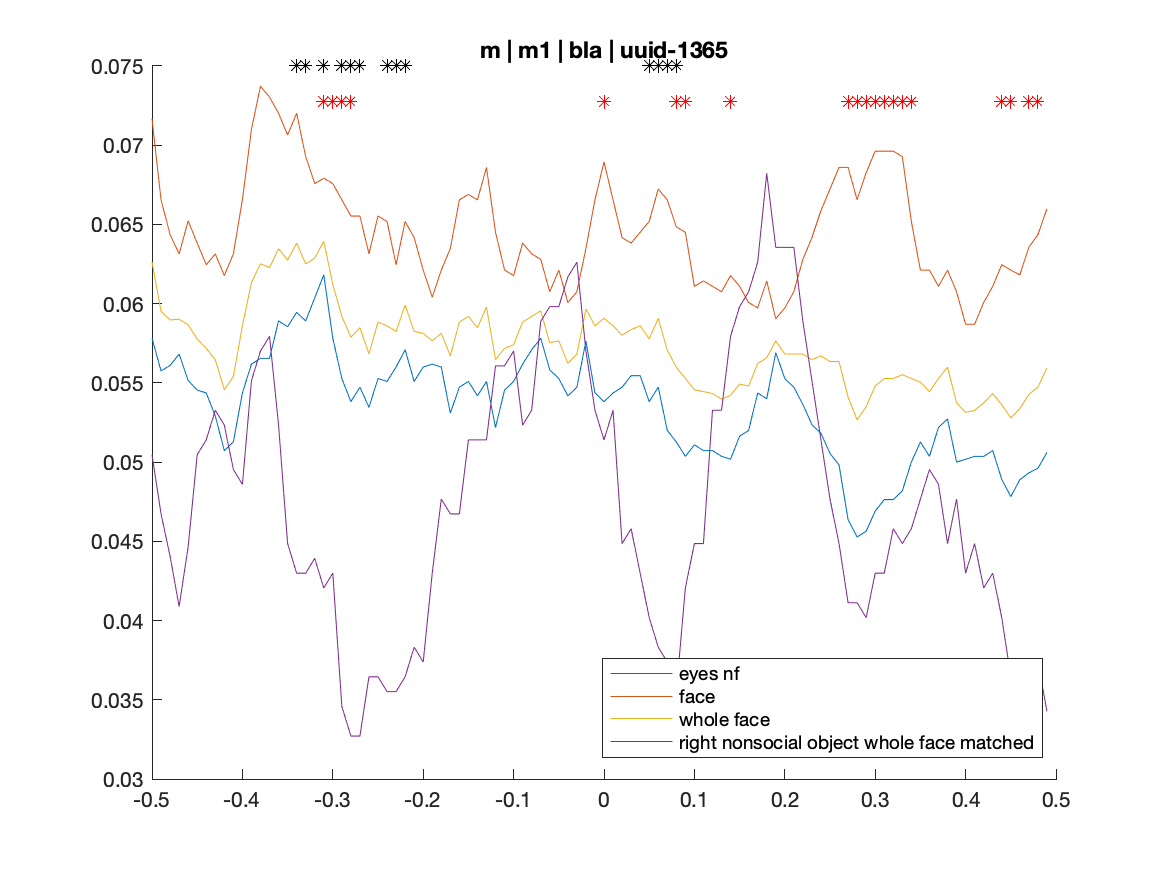 m | m1 | bla | uuid-1365
0.075
0.07
0.065
0.06
0.055
0.05
0.045
0.04
0.035
0.03
eyes nf
face
whole face
right nonsocial object whole face matched
-0.5 -0.4 -0.3 -0.2 -0.1 0 0.1 0.2 0.3 0.4 0.5